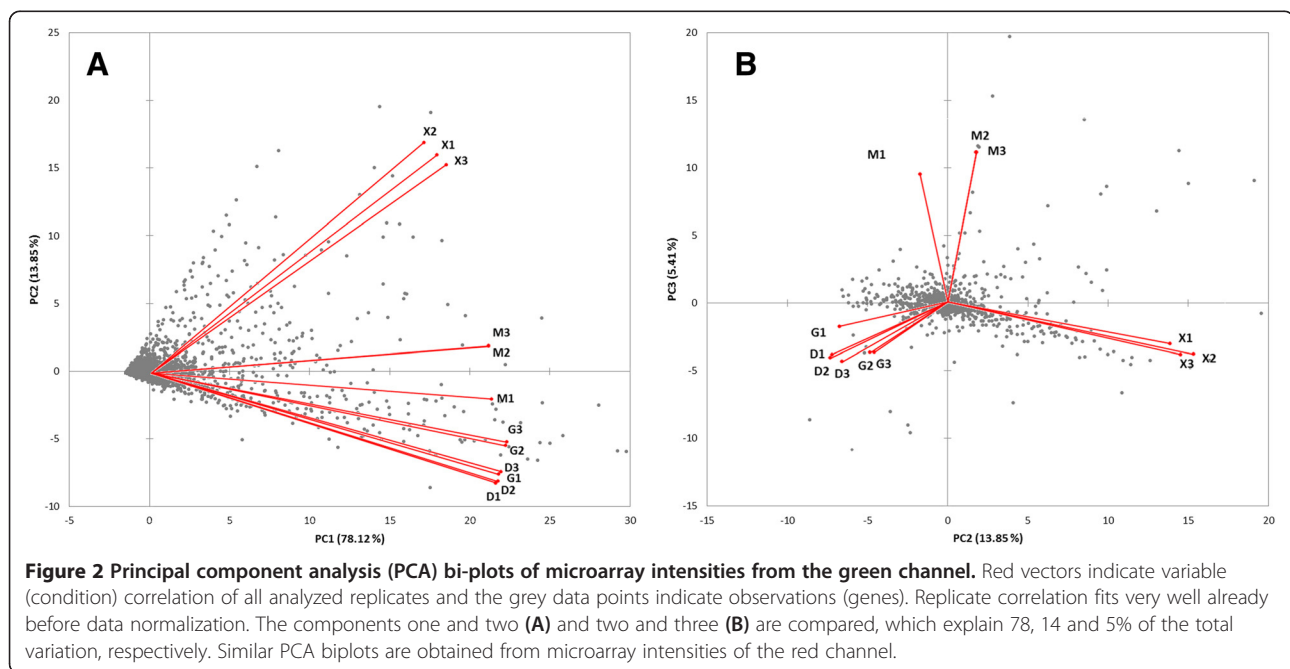 A
25
20
15
10
5
0
-5
-10
-5
0
5
10
15
20
25
30
PC2 (13.85%)
PC1 (78.12%)
X2
X1
X3
M3
M2
M1
G3
G2
D3
G1
D2
D1
B
20
15
10
5
0
-5
-10
-15
-15
-10
-5
0
5
10
15
20
PC3 (5.41%)
PC2 (13.85%)
M2
M1
M3
G1
D1
D2
D3
G2
G3
X1
X2
X3
Figure 2 Principal component analysis (PCA) bi-plots of microarray intensities from the green channel. Red vectors indicate variable
(condition) correlation of all analyzed replicates and the grey data points indicate observations (genes). Replicate correlation fits very well already
before data normalization. The components one and two (A) and two and three (B) are compared, which explain 78, 14 and 5% of the total
variation, respectively. Similar PCA biplots are obtained from microarray intensities of the red channel.